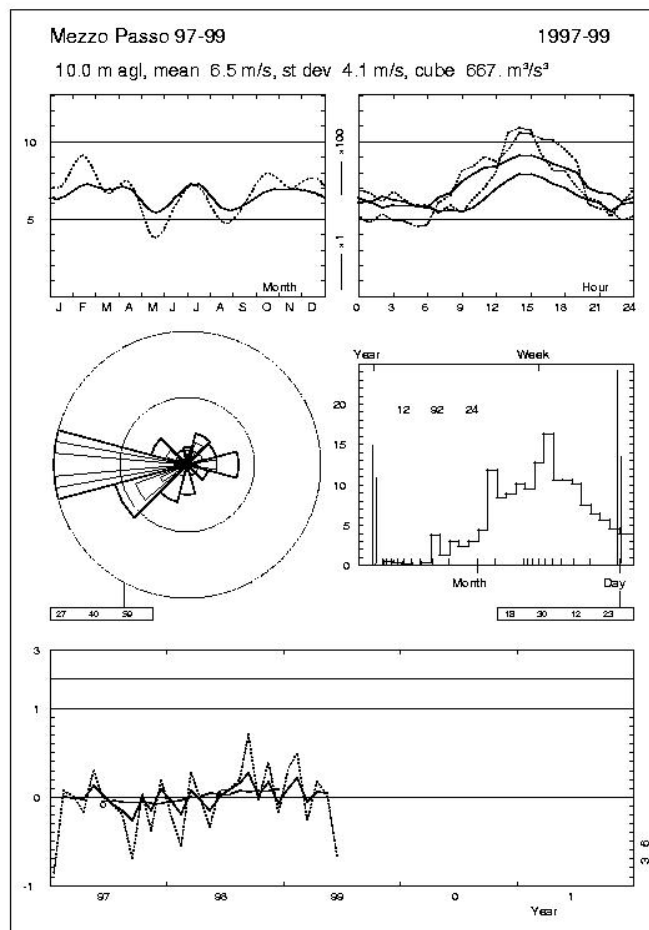 Mezzo Passo 97-99 1997-99
10.0 m agl, mean 6.5 m/s, st dev 4.1 m/s, cube 667. m³/s³
10
5
x100
x1
Month
Hour
J F M A M J J A S O N D
0 3 6 9 12 15 18 21 24
Year Week
20
15
10
5
0
12 92 24
Month Day
27 40 59
18 30 12 23
3
1
0
-1
3 6
97 98 99 0 1
Year